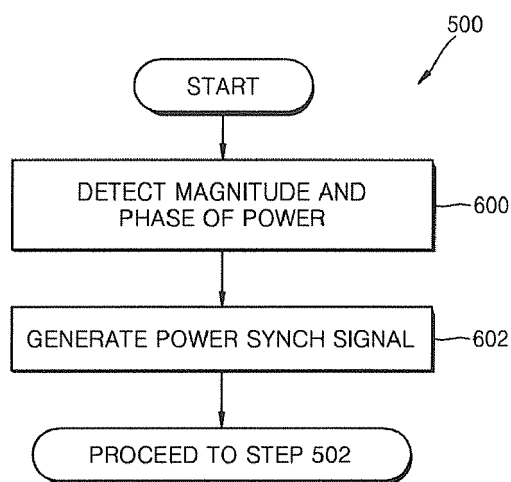 500
START
DETECT MAGNITUDE AND
PHASE OF POWER
600
GENERATE POWER SYNCH SIGNAL
602
PROCEED TO STEP 502